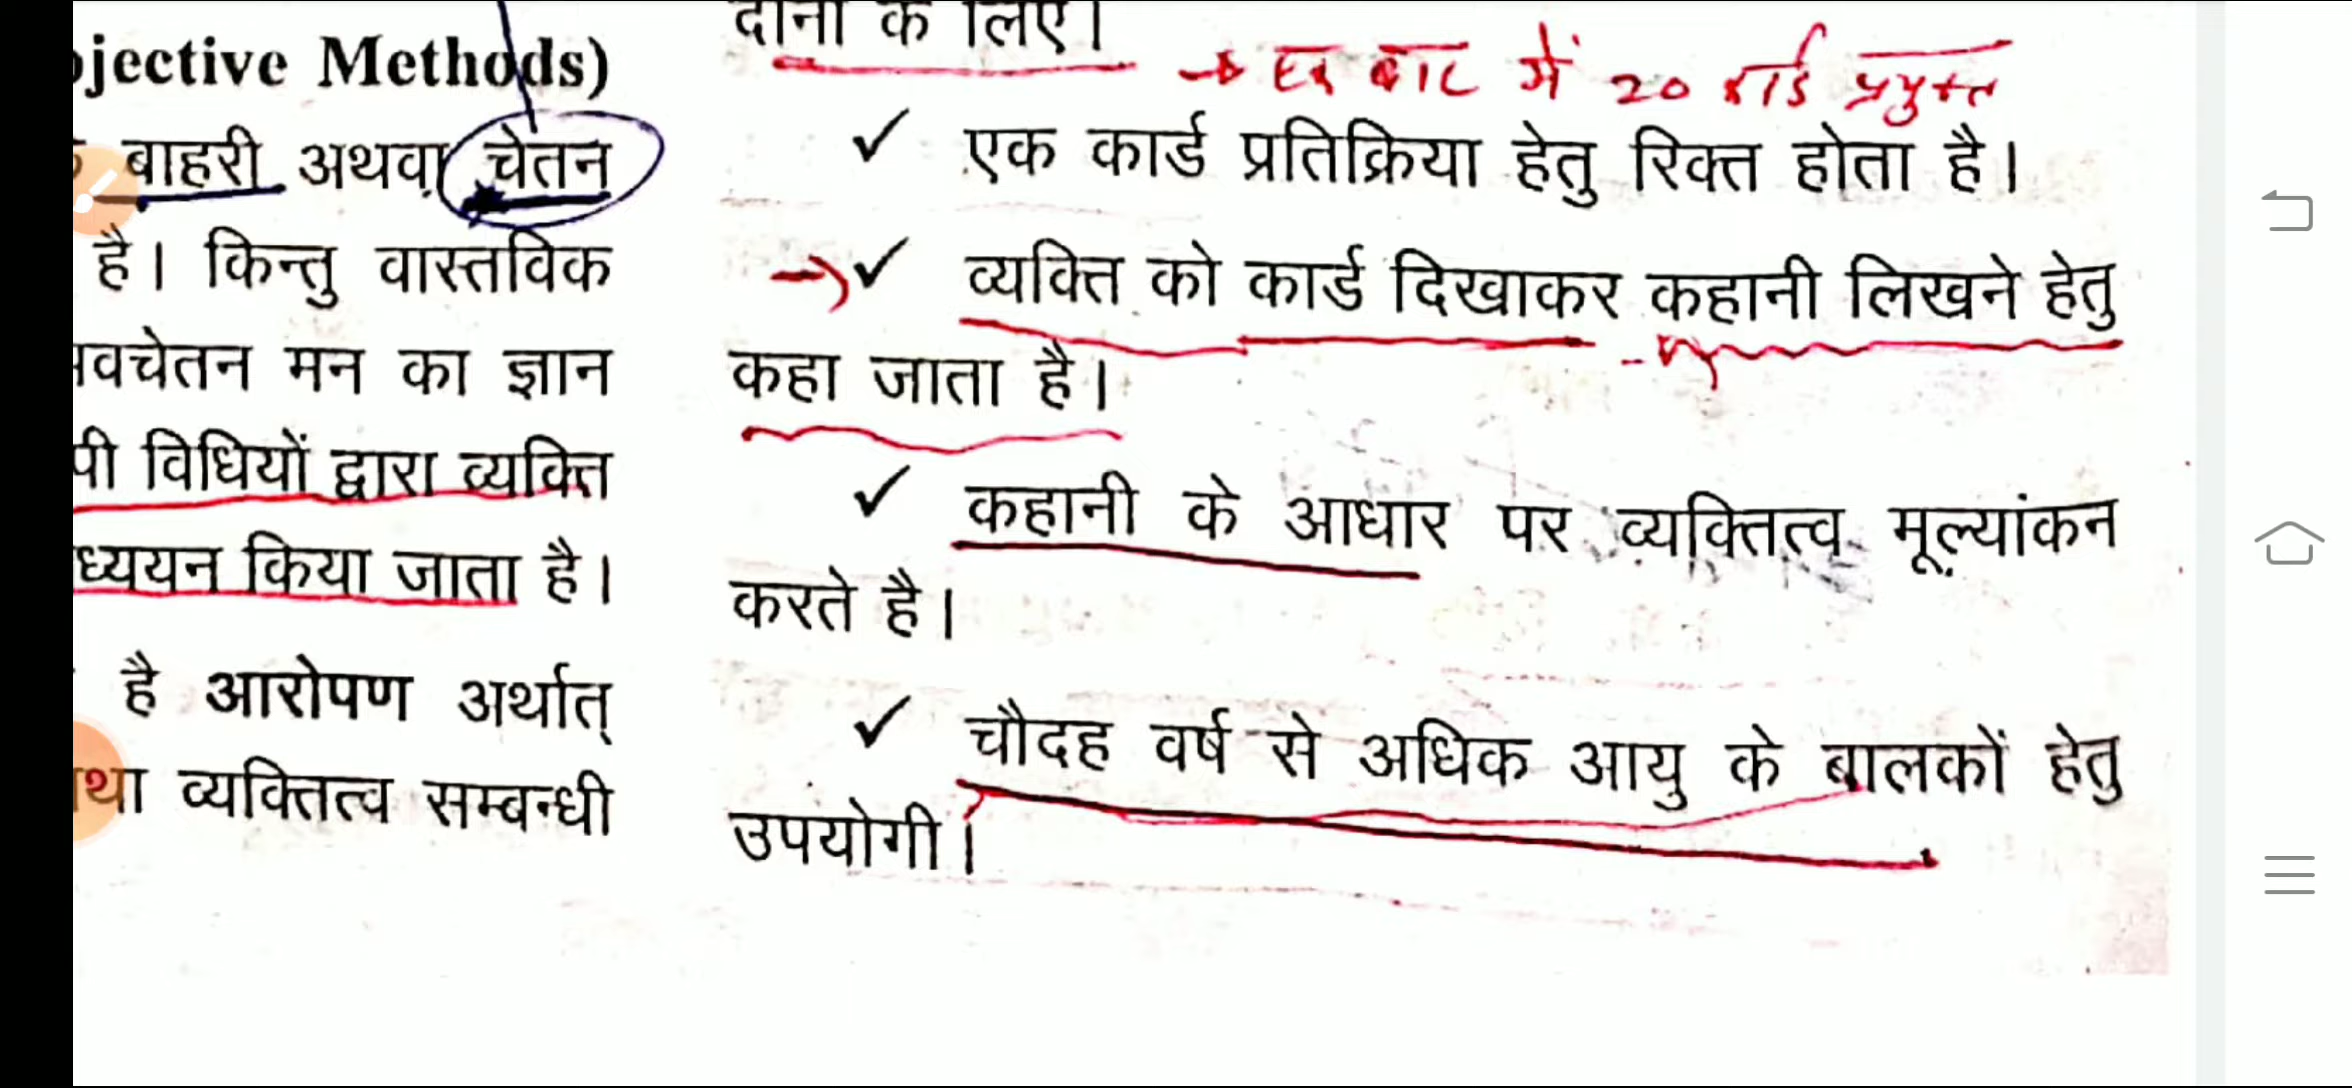 jective Methods)
बाहरी अथवा चेतन
है। किन्तु वास्तविक
वचेतन मन का ज्ञान
पी विधियों द्वारा व्यक्ति
ध्ययन किया जाता है।
है आरोपण अर्थात्
था व्यक्तित्व सम्बन्धी
दोनों के लिए।
→ एक बार में 20 कार्ड प्रयुक्त
✓ एक कार्ड प्रतिक्रिया हेतु रिक्त होता है।
→ ✓ व्यक्ति को कार्ड दिखाकर कहानी लिखने हेतु
कहा जाता है।
✓ कहानी के आधार पर व्यक्तित्व मूल्यांकन
करते है।
✓ चौदह वर्ष से अधिक आयु के बालकों हेतु
उपयोगी।